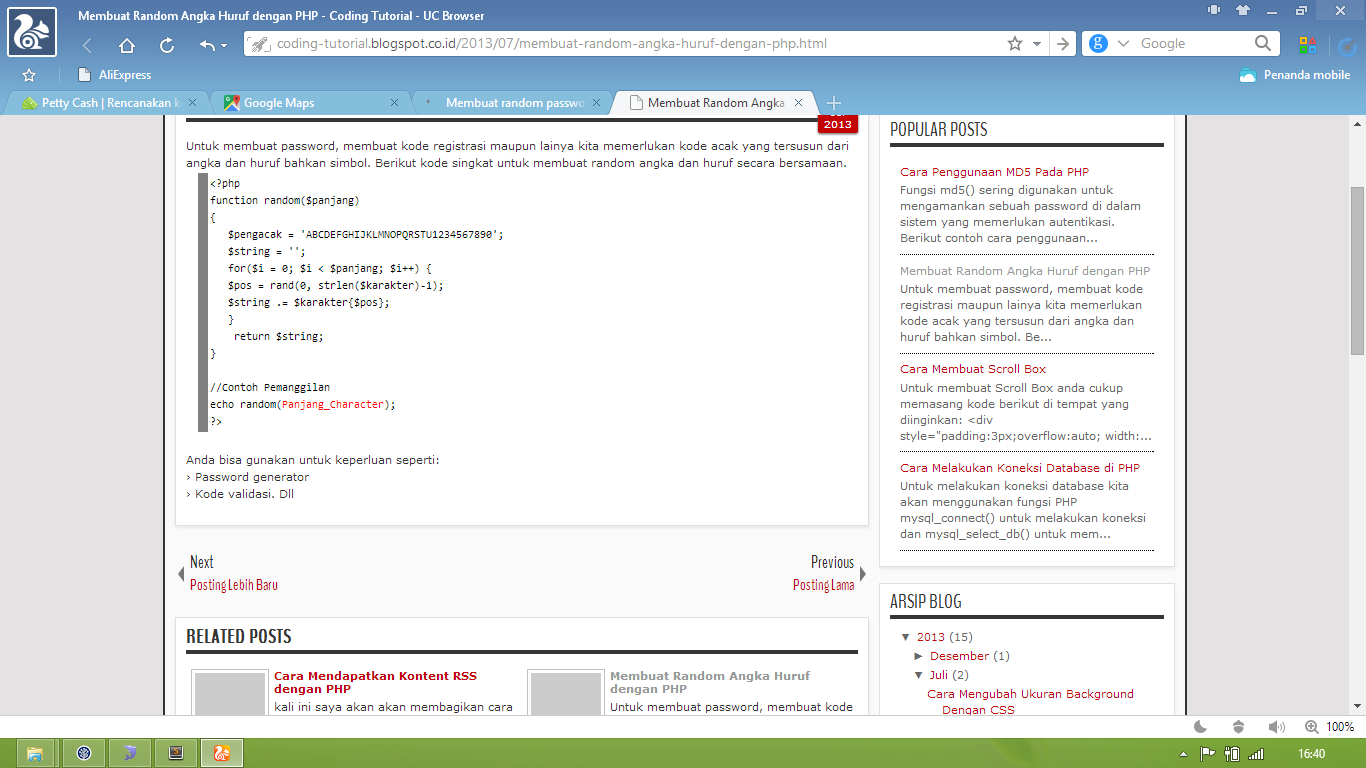 Membuat Random Angka Huruf dengan PHP - Coding Tutorial - UC Browser
coding-tutorial.blogspot.co.id/2013/07/membuat-random-angka-huruf-dengan-php.html
g
Google
AliExpress
Penanda mobile
Petty Cash | Rencanakan k
Google Maps
Membuat random passwo
Membuat Random Angka
2013
Untuk membuat password, membuat kode registrasi maupun lainya kita memerlukan kode acak yang tersusun dari
angka dan huruf bahkan simbol. Berikut kode singkat untuk membuat random angka dan huruf secara bersamaan.
<?php
function random($panjang)
{
$pengacak = 'ABCDEFGHIJKLMNOPQRSTU1234567890';
$string = '';
for($i = 0; $i < $panjang; $i++) {
$pos = rand(0, strlen($karakter)-1);
$string .= $karakter{$pos};
}
return $string;
}
//Contoh Pemanggilan
echo random(Panjang_Character);
?>
Anda bisa gunakan untuk keperluan seperti:
› Password generator
› Kode validasi. Dll
Next
Posting Lebih Baru
Previous
Posting Lama
RELATED POSTS
Cara Mendapatkan Kontent RSS
dengan PHP
kali ini saya akan akan membagikan cara
Membuat Random Angka Huruf
dengan PHP
Untuk membuat password, membuat kode
POPULAR POSTS
Cara Penggunaan MD5 Pada PHP
Fungsi md5() sering digunakan untuk
mengamankan sebuah password di dalam
sistem yang memerlukan autentikasi.
Berikut contoh cara penggunaan...
Membuat Random Angka Huruf dengan PHP
Untuk membuat password, membuat kode
registrasi maupun lainya kita memerlukan
kode acak yang tersusun dari angka dan
huruf bahkan simbol. Be...
Cara Membuat Scroll Box
Untuk membuat Scroll Box anda cukup
memasang kode berikut di tempat yang
diinginkan: <div
style="padding:3px;overflow:auto; width:...
Cara Melakukan Koneksi Database di PHP
Untuk melakukan koneksi database kita
akan menggunakan fungsi PHP
mysql_connect() untuk melakukan koneksi
dan mysql_select_db() untuk mem...
ARSIP BLOG
▼ 2013 (15)
► Desember (1)
▼ Juli (2)
Cara Mengubah Ukuran Background
Dengan CSS
100%
16:40